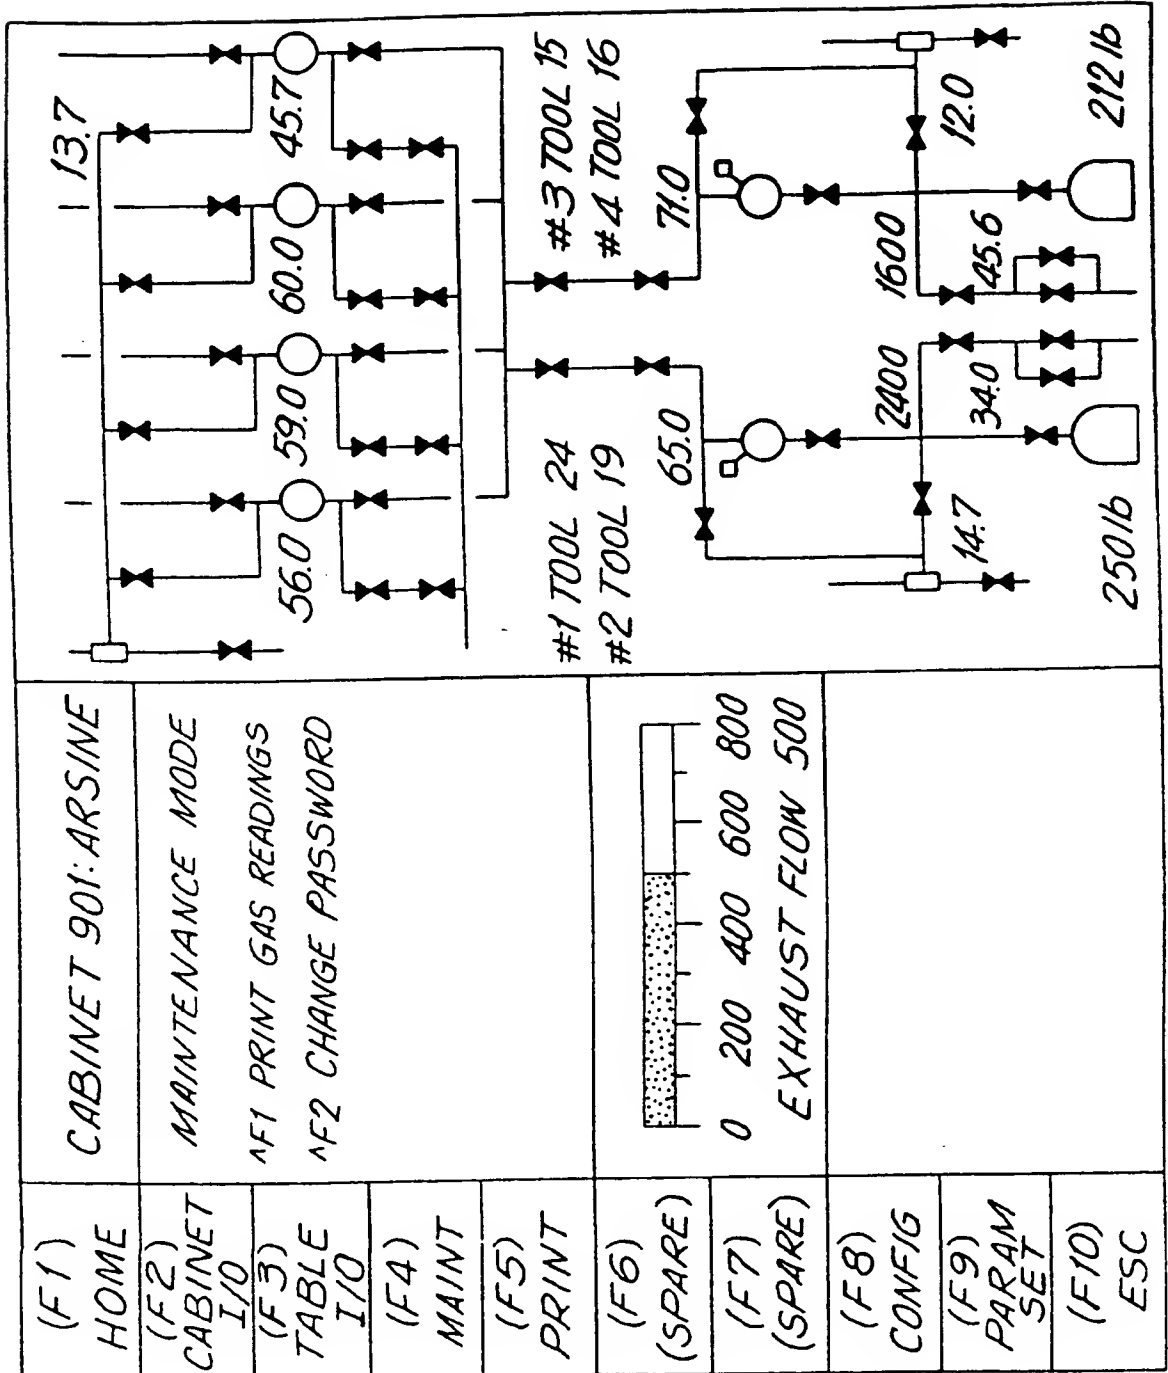 (F1)
HOME
(F2)
CABINET
I/O
(F3)
TABLE
I/O
(F4)
MAINT
(F5)
PRINT
(F6)
(SPARE)
(F7)
(SPARE)
(F8)
CONFIG
(F9)
PARAM
SET
(F10)
ESC
CABINET 901: ARSINE
MAINTENANCE MODE
^F1 PRINT GAS READINGS
^F2 CHANGE PASSWORD
0 200 400 600 800
EXHAUST FLOW 500
13.7
56.0
59.0
60.0
45.7
#1 TOOL 24
#2 TOOL 19
#3 TOOL 15
#4 TOOL 16
65.0
71.0
2400
1600
14.7
34.0
45.6
12.0
250 lb
212 lb